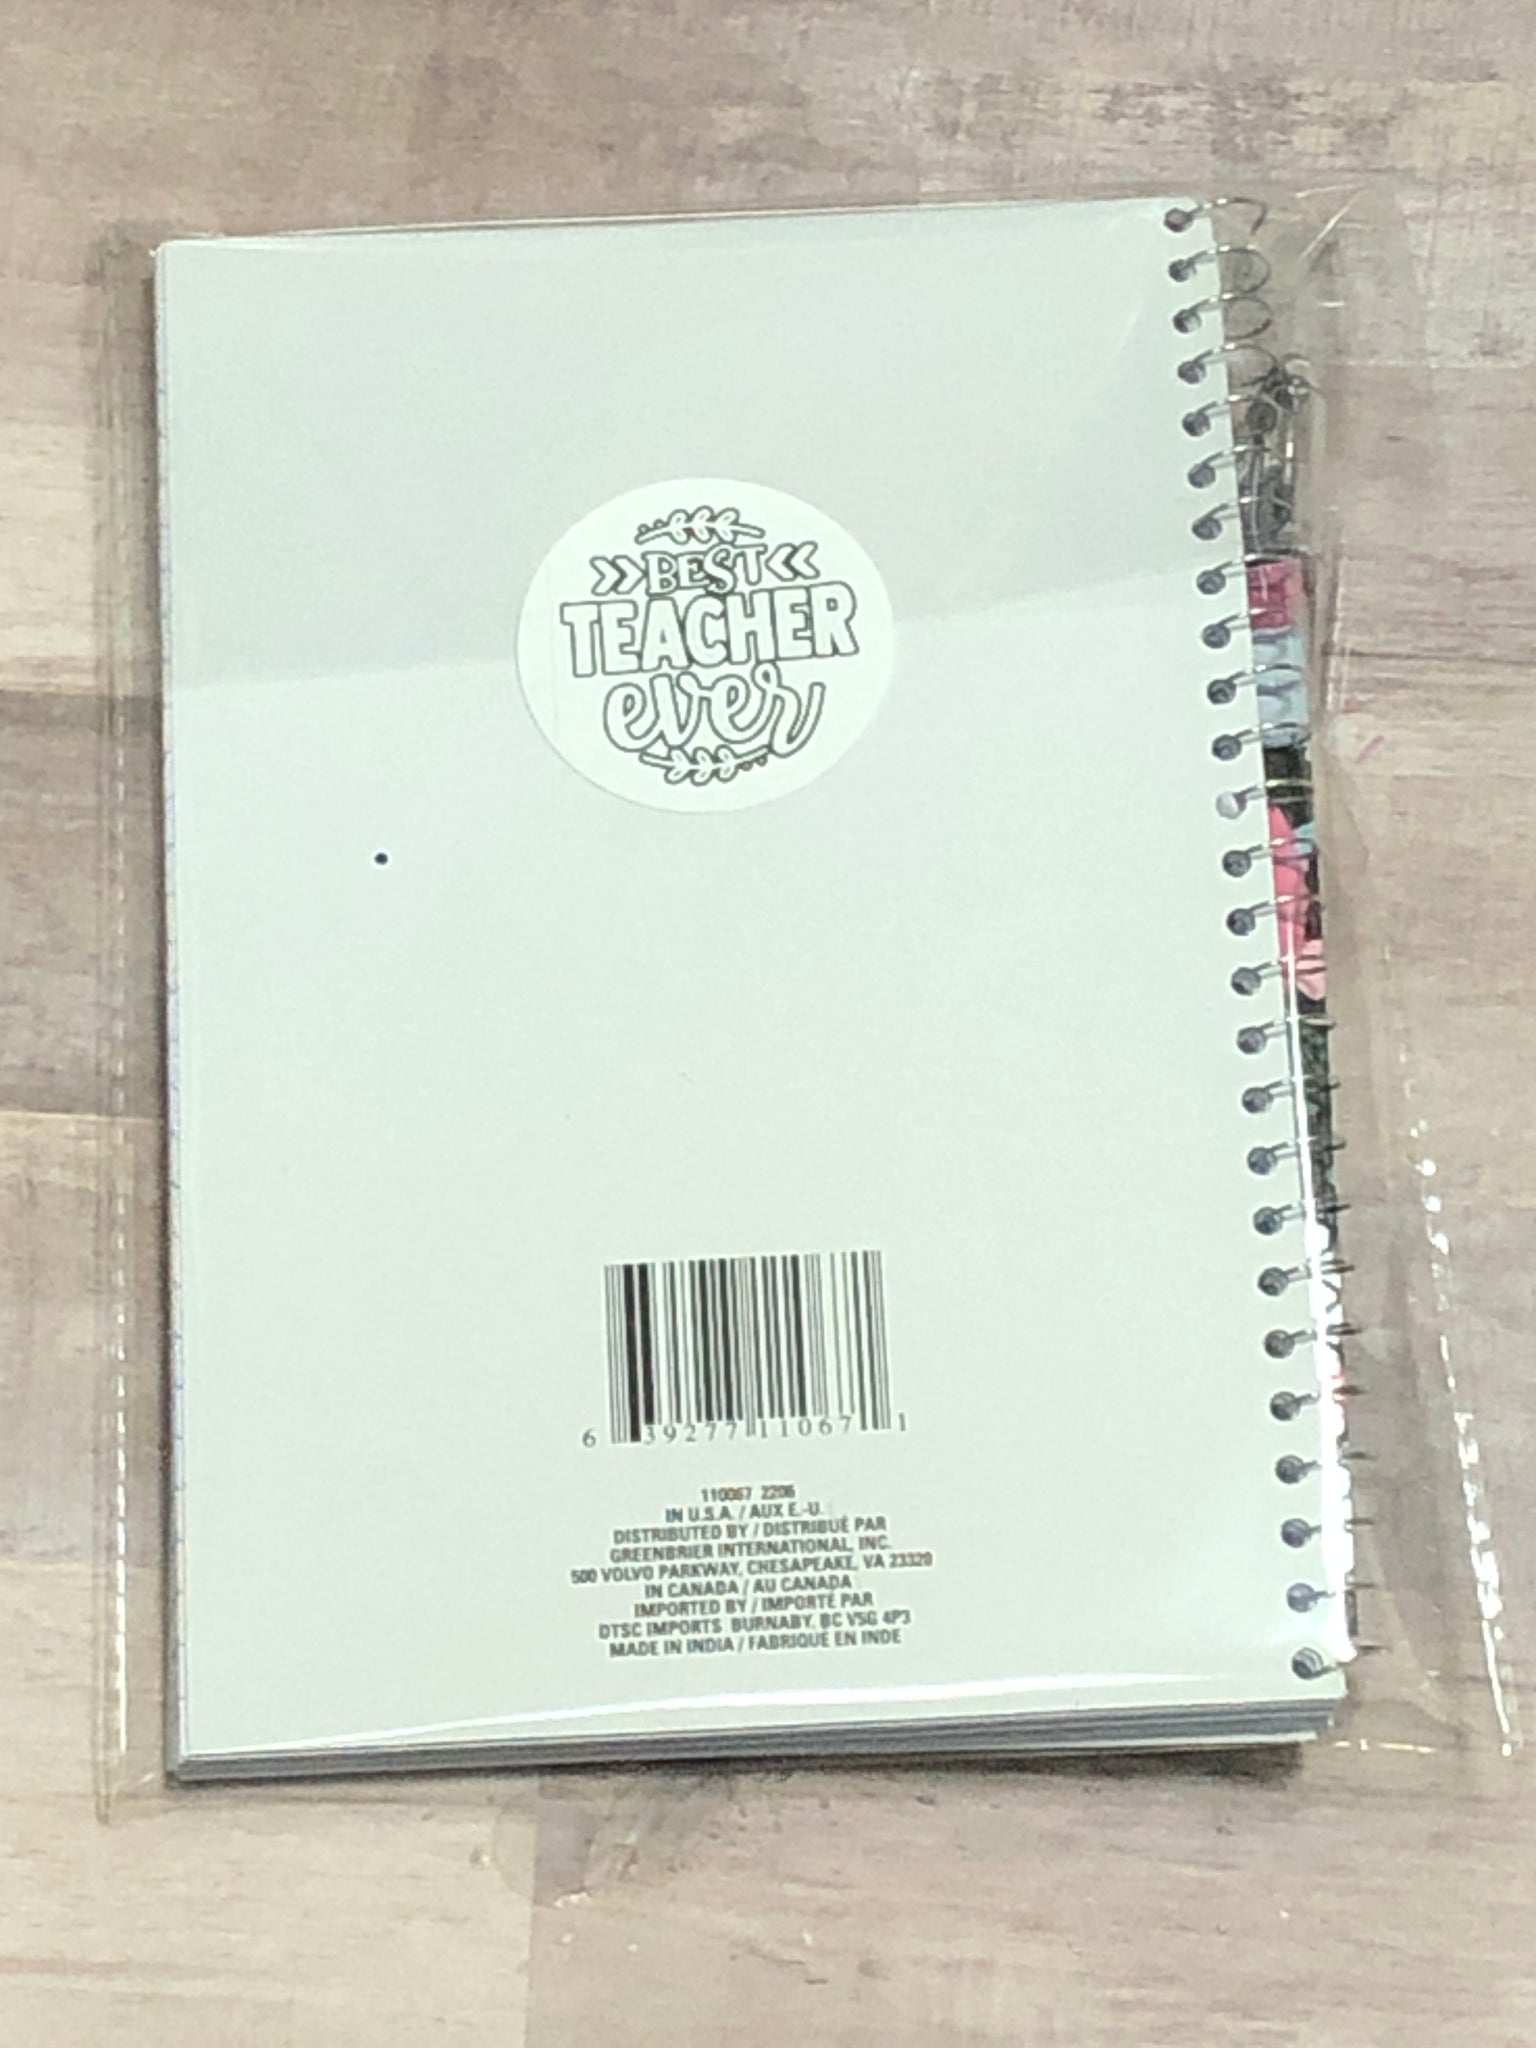 BEST
TEACHER
ever
6 39277 11067 1
110067 2206
IN U.S.A. / AUX E.-U.
DISTRIBUTED BY / DISTRIBUÉ PAR
GREENBRIER INTERNATIONAL, INC.
500 VOLVO PARKWAY, CHESAPEAKE, VA 23320
IN CANADA / AU CANADA
IMPORTED BY / IMPORTÉ PAR
DTSC IMPORTS BURNABY, BC V5G 4P3
MADE IN INDIA / FABRIQUÉ EN INDE